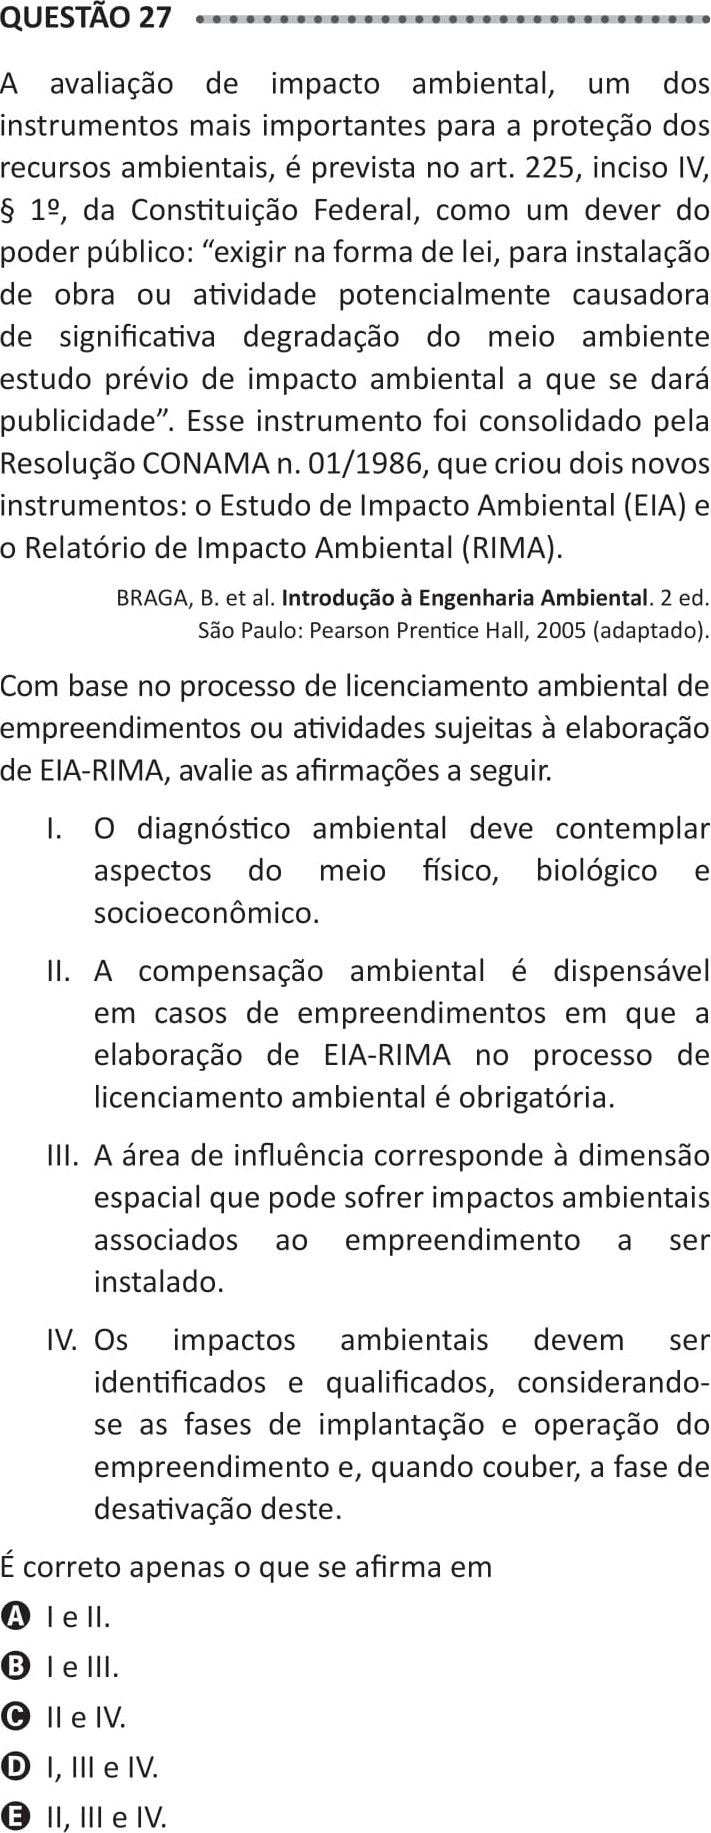 QUESTÃO 27
A avaliação de impacto ambiental, um dos
instrumentos mais importantes para a proteção dos
recursos ambientais, é prevista no art. 225, inciso IV,
§ 1º, da Constituição Federal, como um dever do
poder público: “exigir na forma de lei, para instalação
de obra ou atividade potencialmente causadora
de significativa degradação do meio ambiente
estudo prévio de impacto ambiental a que se dará
publicidade”. Esse instrumento foi consolidado pela
Resolução CONAMA n. 01/1986, que criou dois novos
instrumentos: o Estudo de Impacto Ambiental (EIA) e
o Relatório de Impacto Ambiental (RIMA).
BRAGA, B. et al. Introdução à Engenharia Ambiental. 2 ed.
São Paulo: Pearson Prentice Hall, 2005 (adaptado).
Com base no processo de licenciamento ambiental de
empreendimentos ou atividades sujeitas à elaboração
de EIA-RIMA, avalie as afirmações a seguir.
I. O diagnóstico ambiental deve contemplar
aspectos do meio físico, biológico e
socioeconômico.
II. A compensação ambiental é dispensável
em casos de empreendimentos em que a
elaboração de EIA-RIMA no processo de
licenciamento ambiental é obrigatória.
III. A área de influência corresponde à dimensão
espacial que pode sofrer impactos ambientais
associados ao empreendimento a ser
instalado.
IV. Os impactos ambientais devem ser
identificados e qualificados, considerando-
se as fases de implantação e operação do
empreendimento e, quando couber, a fase de
desativação deste.
É correto apenas o que se afirma em
A I e II.
B I e III.
C II e IV.
D I, III e IV.
E II, III e IV.